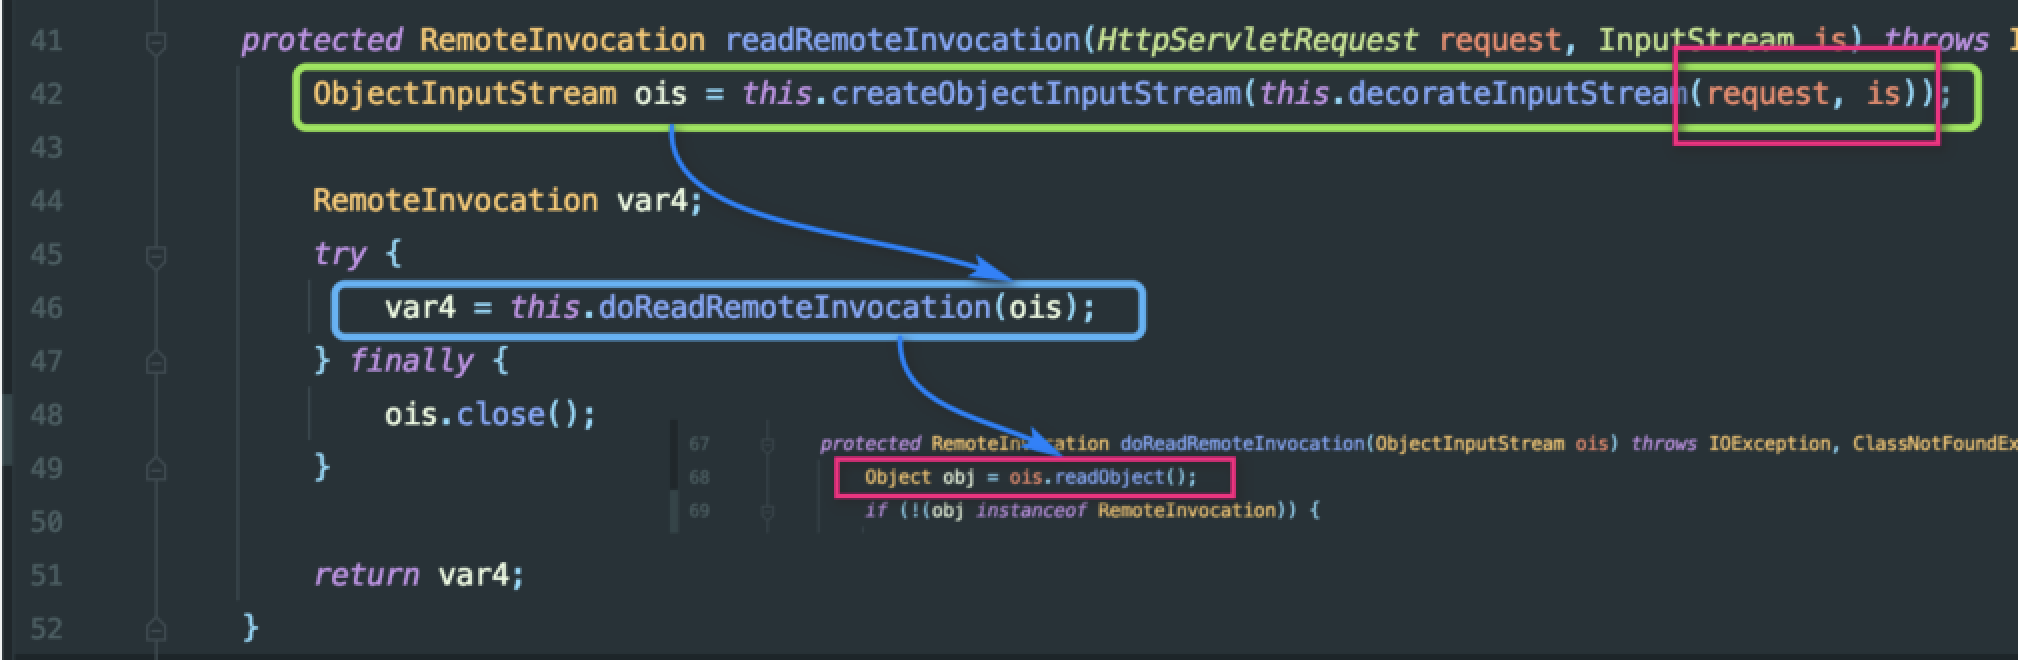 41 protected RemoteInvocation readRemoteInvocation(HttpServletRequest request, InputStream is) throws I
42 ObjectInputStream ois = this.createObjectInputStream(this.decorateInputStream(request, is));
43
44 RemoteInvocation var4;
45 try {
46 var4 = this.doReadRemoteInvocation(ois);
47 } finally {
48 ois.close();
49 }
50
51 return var4;
52 }
67 protected RemoteInvocation doReadRemoteInvocation(ObjectInputStream ois) throws IOException, ClassNotFoundEx
68 Object obj = ois.readObject();
69 if (!(obj instanceof RemoteInvocation)) {